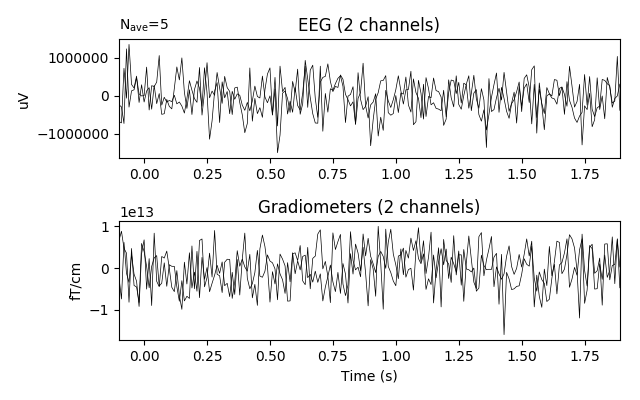 N_ave=5
EEG (2 channels)
1000000
0
−1000000
uV
0.00 0.25 0.50 0.75 1.00 1.25 1.50 1.75
1e13
Gradiometers (2 channels)
1
0
−1
fT/cm
0.00 0.25 0.50 0.75 1.00 1.25 1.50 1.75
Time (s)